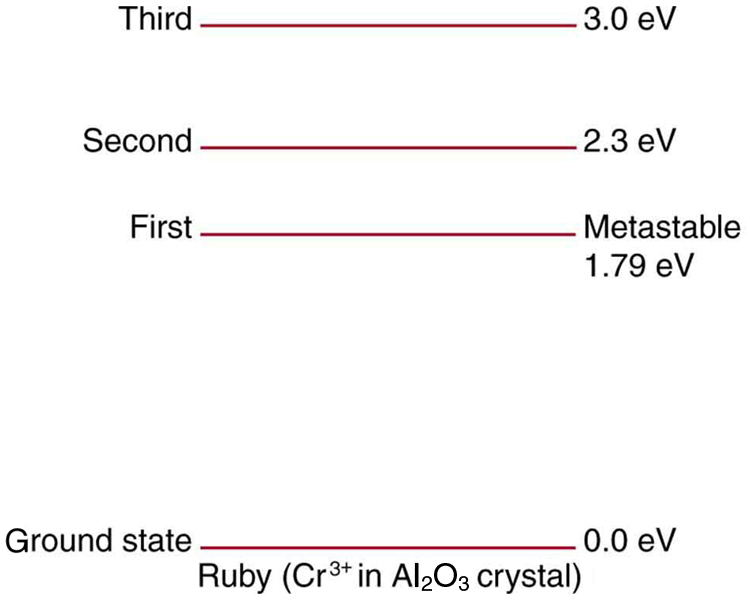 Third 3.0 eV
Second 2.3 eV
First Metastable
1.79 eV
Ground state 0.0 eV
Ruby (Cr³⁺ in Al₂O₃ crystal)